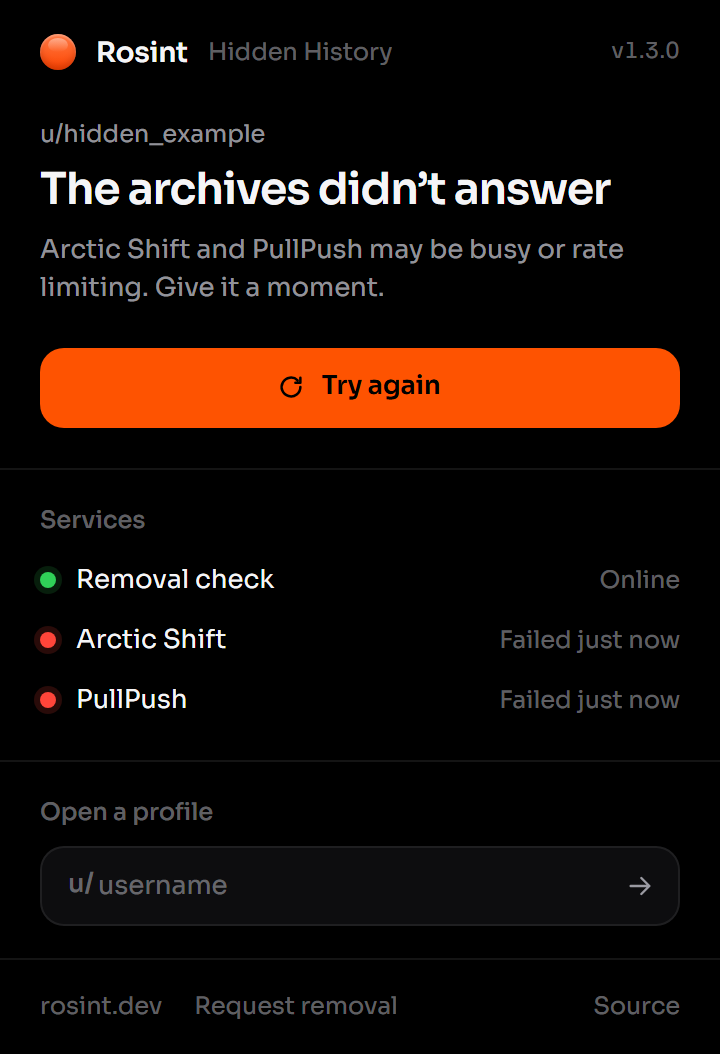 Rosint Hidden History v1.3.0
u/hidden_example
The archives didn’t answer
Arctic Shift and PullPush may be busy or rate
limiting. Give it a moment.
Try again
Services
Removal check Online
Arctic Shift Failed just now
PullPush Failed just now
Open a profile
u/ username
rosint.dev Request removal Source